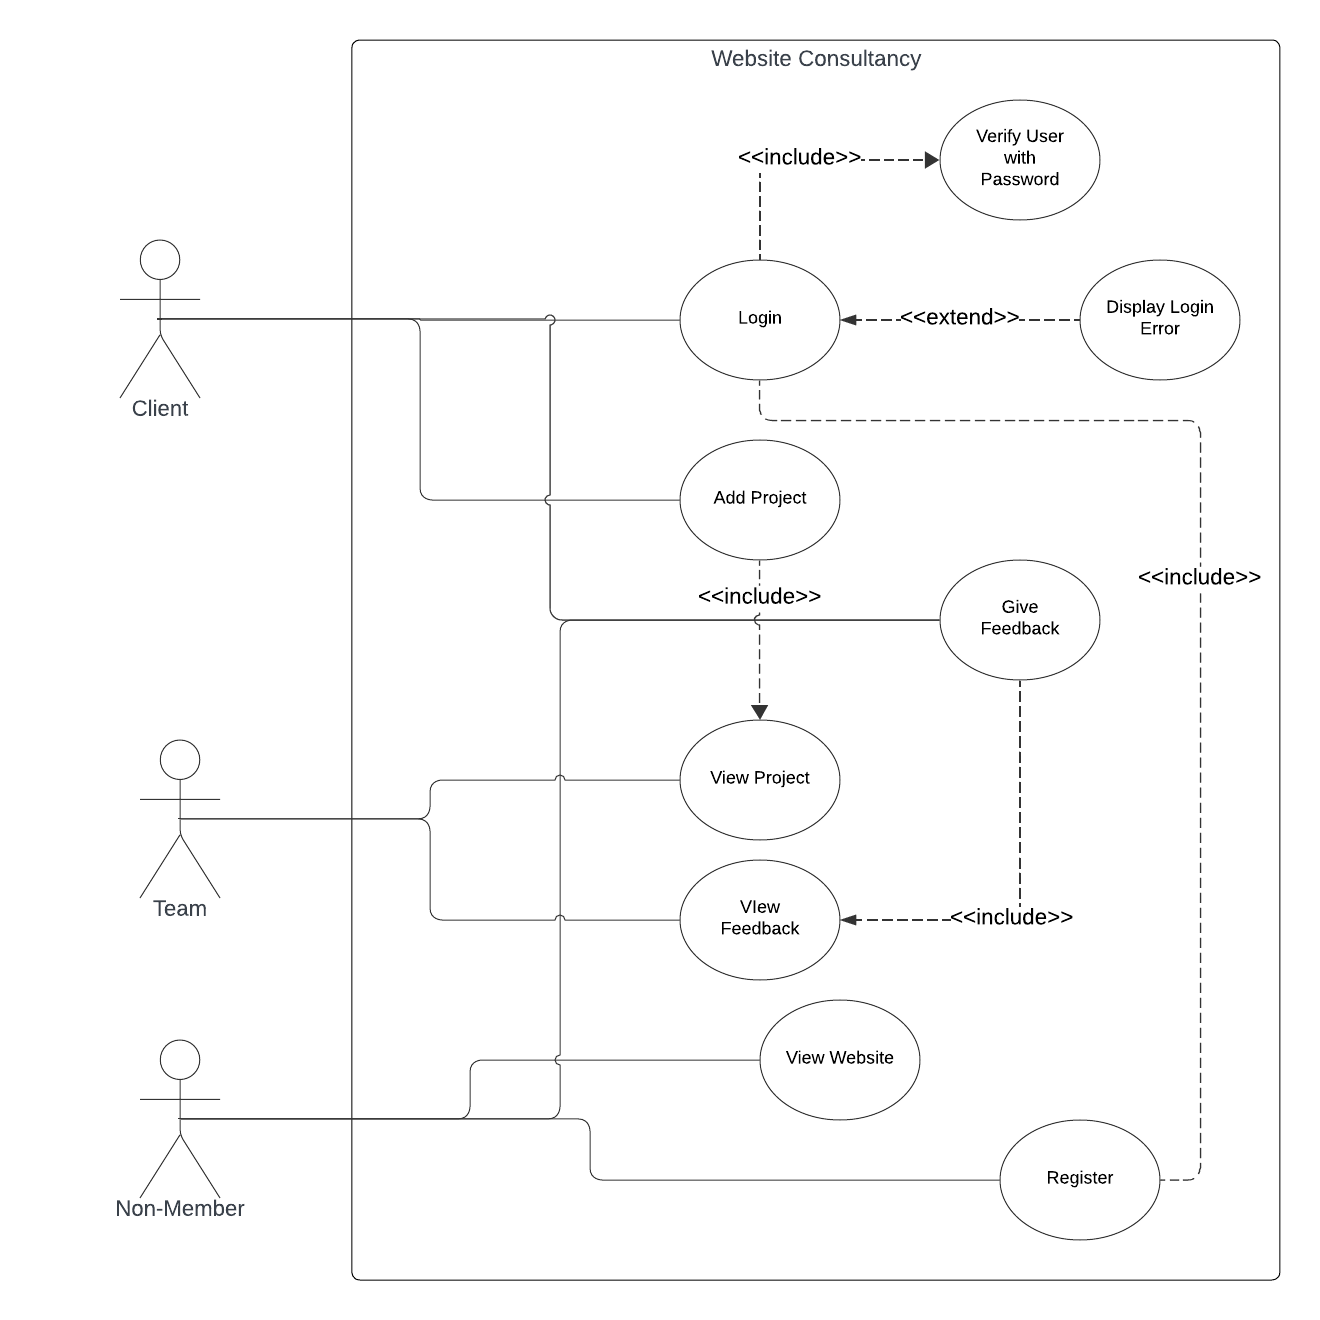 Website Consultancy
Verify User
with
Password
<<include>>
Login
<<extend>>
Display Login
Error
Client
Add Project
<<include>>
<<include>>
Give
Feedback
View Project
Team
VIew
Feedback
<<include>>
View Website
Non-Member
Register